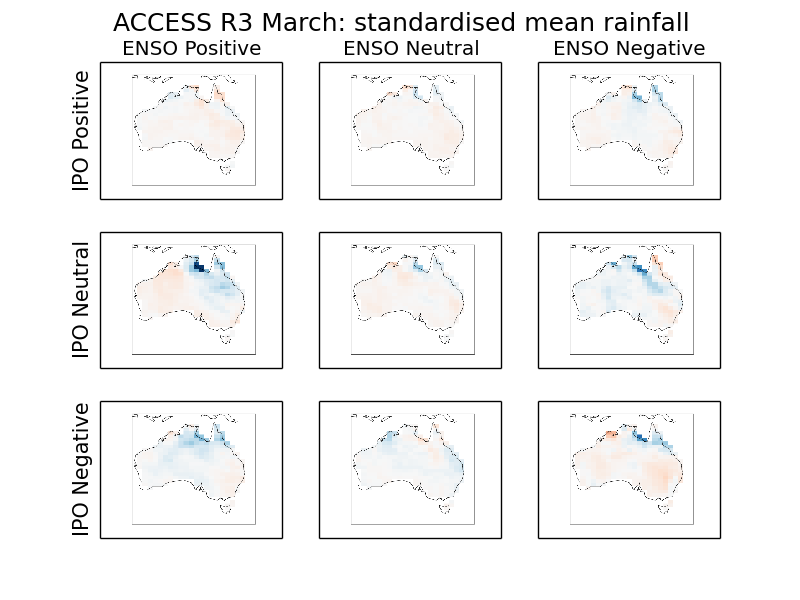 ACCESS R3 March: standardised mean rainfall
ENSO Positive ENSO Neutral ENSO Negative
IPO Positive
IPO Neutral
IPO Negative